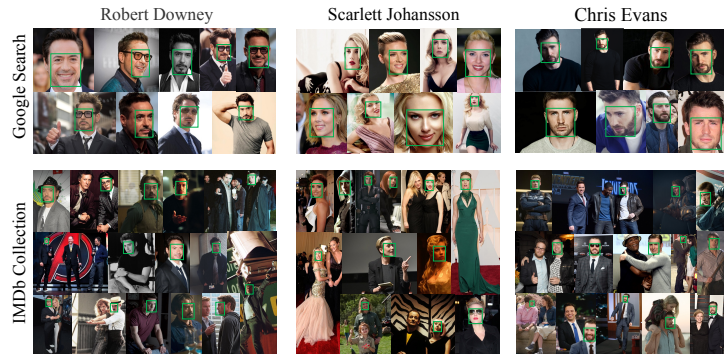 Robert Downey
Scarlett Johansson
Chris Evans
Google Search
IMDb Collection